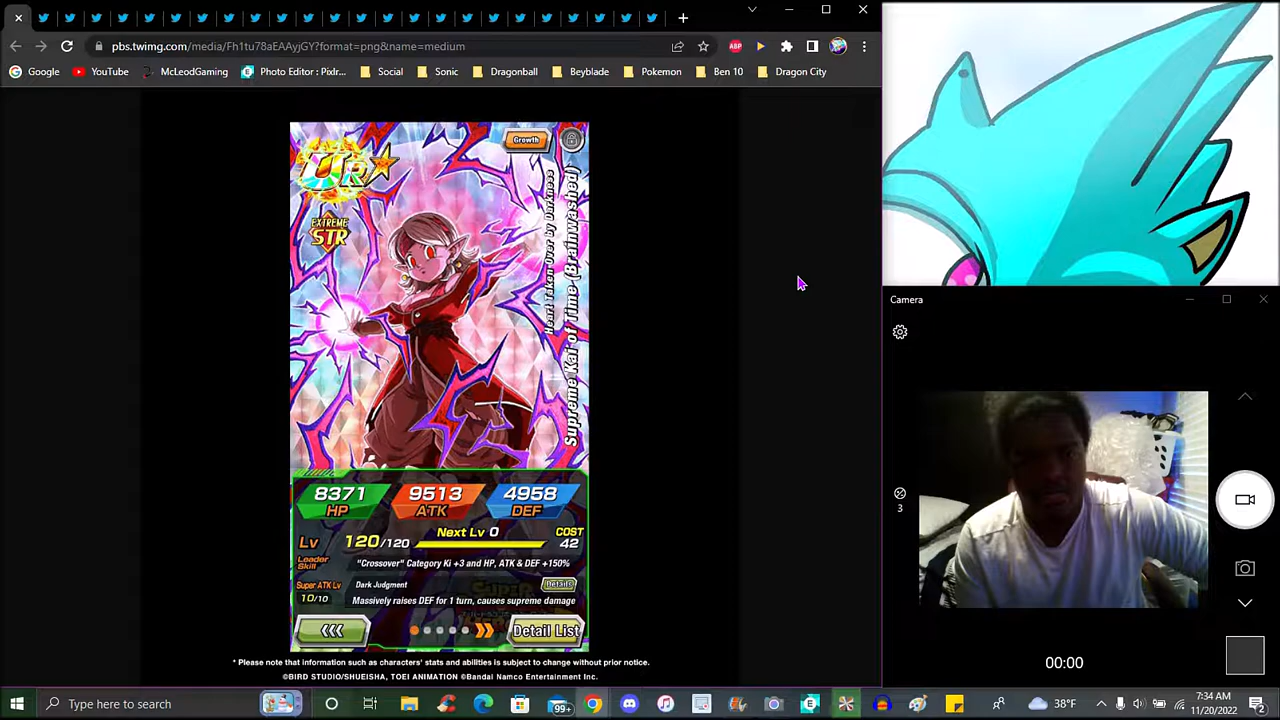 pbs.twimg.com/media/Fh1tu78aEAAyjGY?format=png&name=medium
ABP
Google
YouTube
McLeodGaming
Photo Editor : Pixlr...
Social
Sonic
Dragonball
Beyblade
Pokemon
Ben 10
Dragon City
Growth
UR
EXTREME
STR
Supreme Kai of Time (Brainwashed)
8371
HP
9513
ATK
4958
DEF
Lv 120/120
Next Lv 0
COST
42
Leader
Skill
"Crossover" Category Ki +3 and HP, ATK & DEF +150%
Super ATK Lv
10/10
Dark Judgment
Details
Massively raises DEF for 1 turn, causes supreme damage
Detail List
* Please note that information such as characters' stats and abilities is subject to change without prior notice.
©BIRD STUDIO/SHUEISHA, TOEI ANIMATION ©Bandai Namco Entertainment Inc.
Camera
3
00:00
Type here to search
99+
38°F
7:34 AM
11/20/2022
2